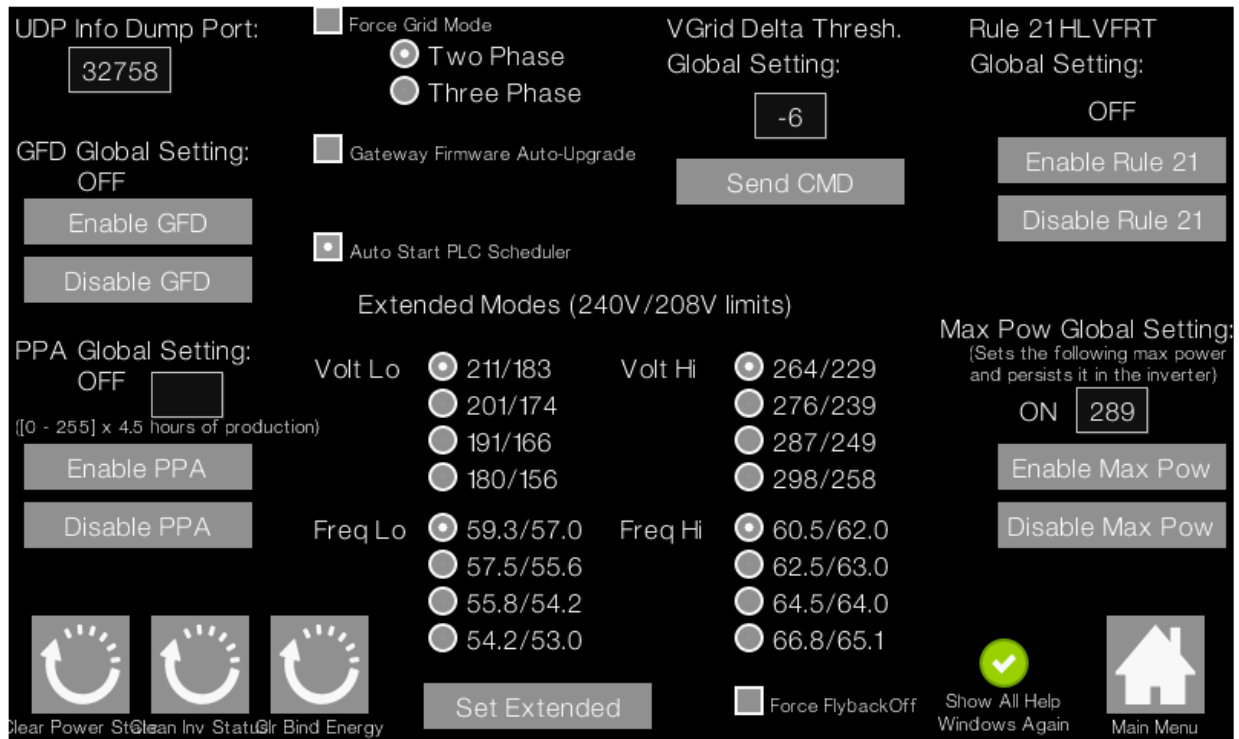 UDP Info Dump Port:
32758
GFD Global Setting:
OFF
Enable GFD
Disable GFD
PPA Global Setting:
OFF
([0 - 255] x 4.5 hours of production)
Enable PPA
Disable PPA
Force Grid Mode
Two Phase
Three Phase
Gateway Firmware Auto-Upgrade
Auto Start PLC Scheduler
VGrid Delta Thresh.
Global Setting:
-6
Send CMD
Rule 21HLVFRT
Global Setting:
OFF
Enable Rule 21
Disable Rule 21
Extended Modes (240V/208V limits)
Volt Lo
211/183
201/174
191/166
180/156
Volt Hi
264/229
276/239
287/249
298/258
Freq Lo
59.3/57.0
57.5/55.6
55.8/54.2
54.2/53.0
Freq Hi
60.5/62.0
62.5/63.0
64.5/64.0
66.8/65.1
Set Extended
Force FlybackOff
Max Pow Global Setting:
(Sets the following max power
and persists it in the inverter)
ON 289
Enable Max Pow
Disable Max Pow
Clear Power
Inv
Bind Energy
Show All Help
Windows Again
Main Menu